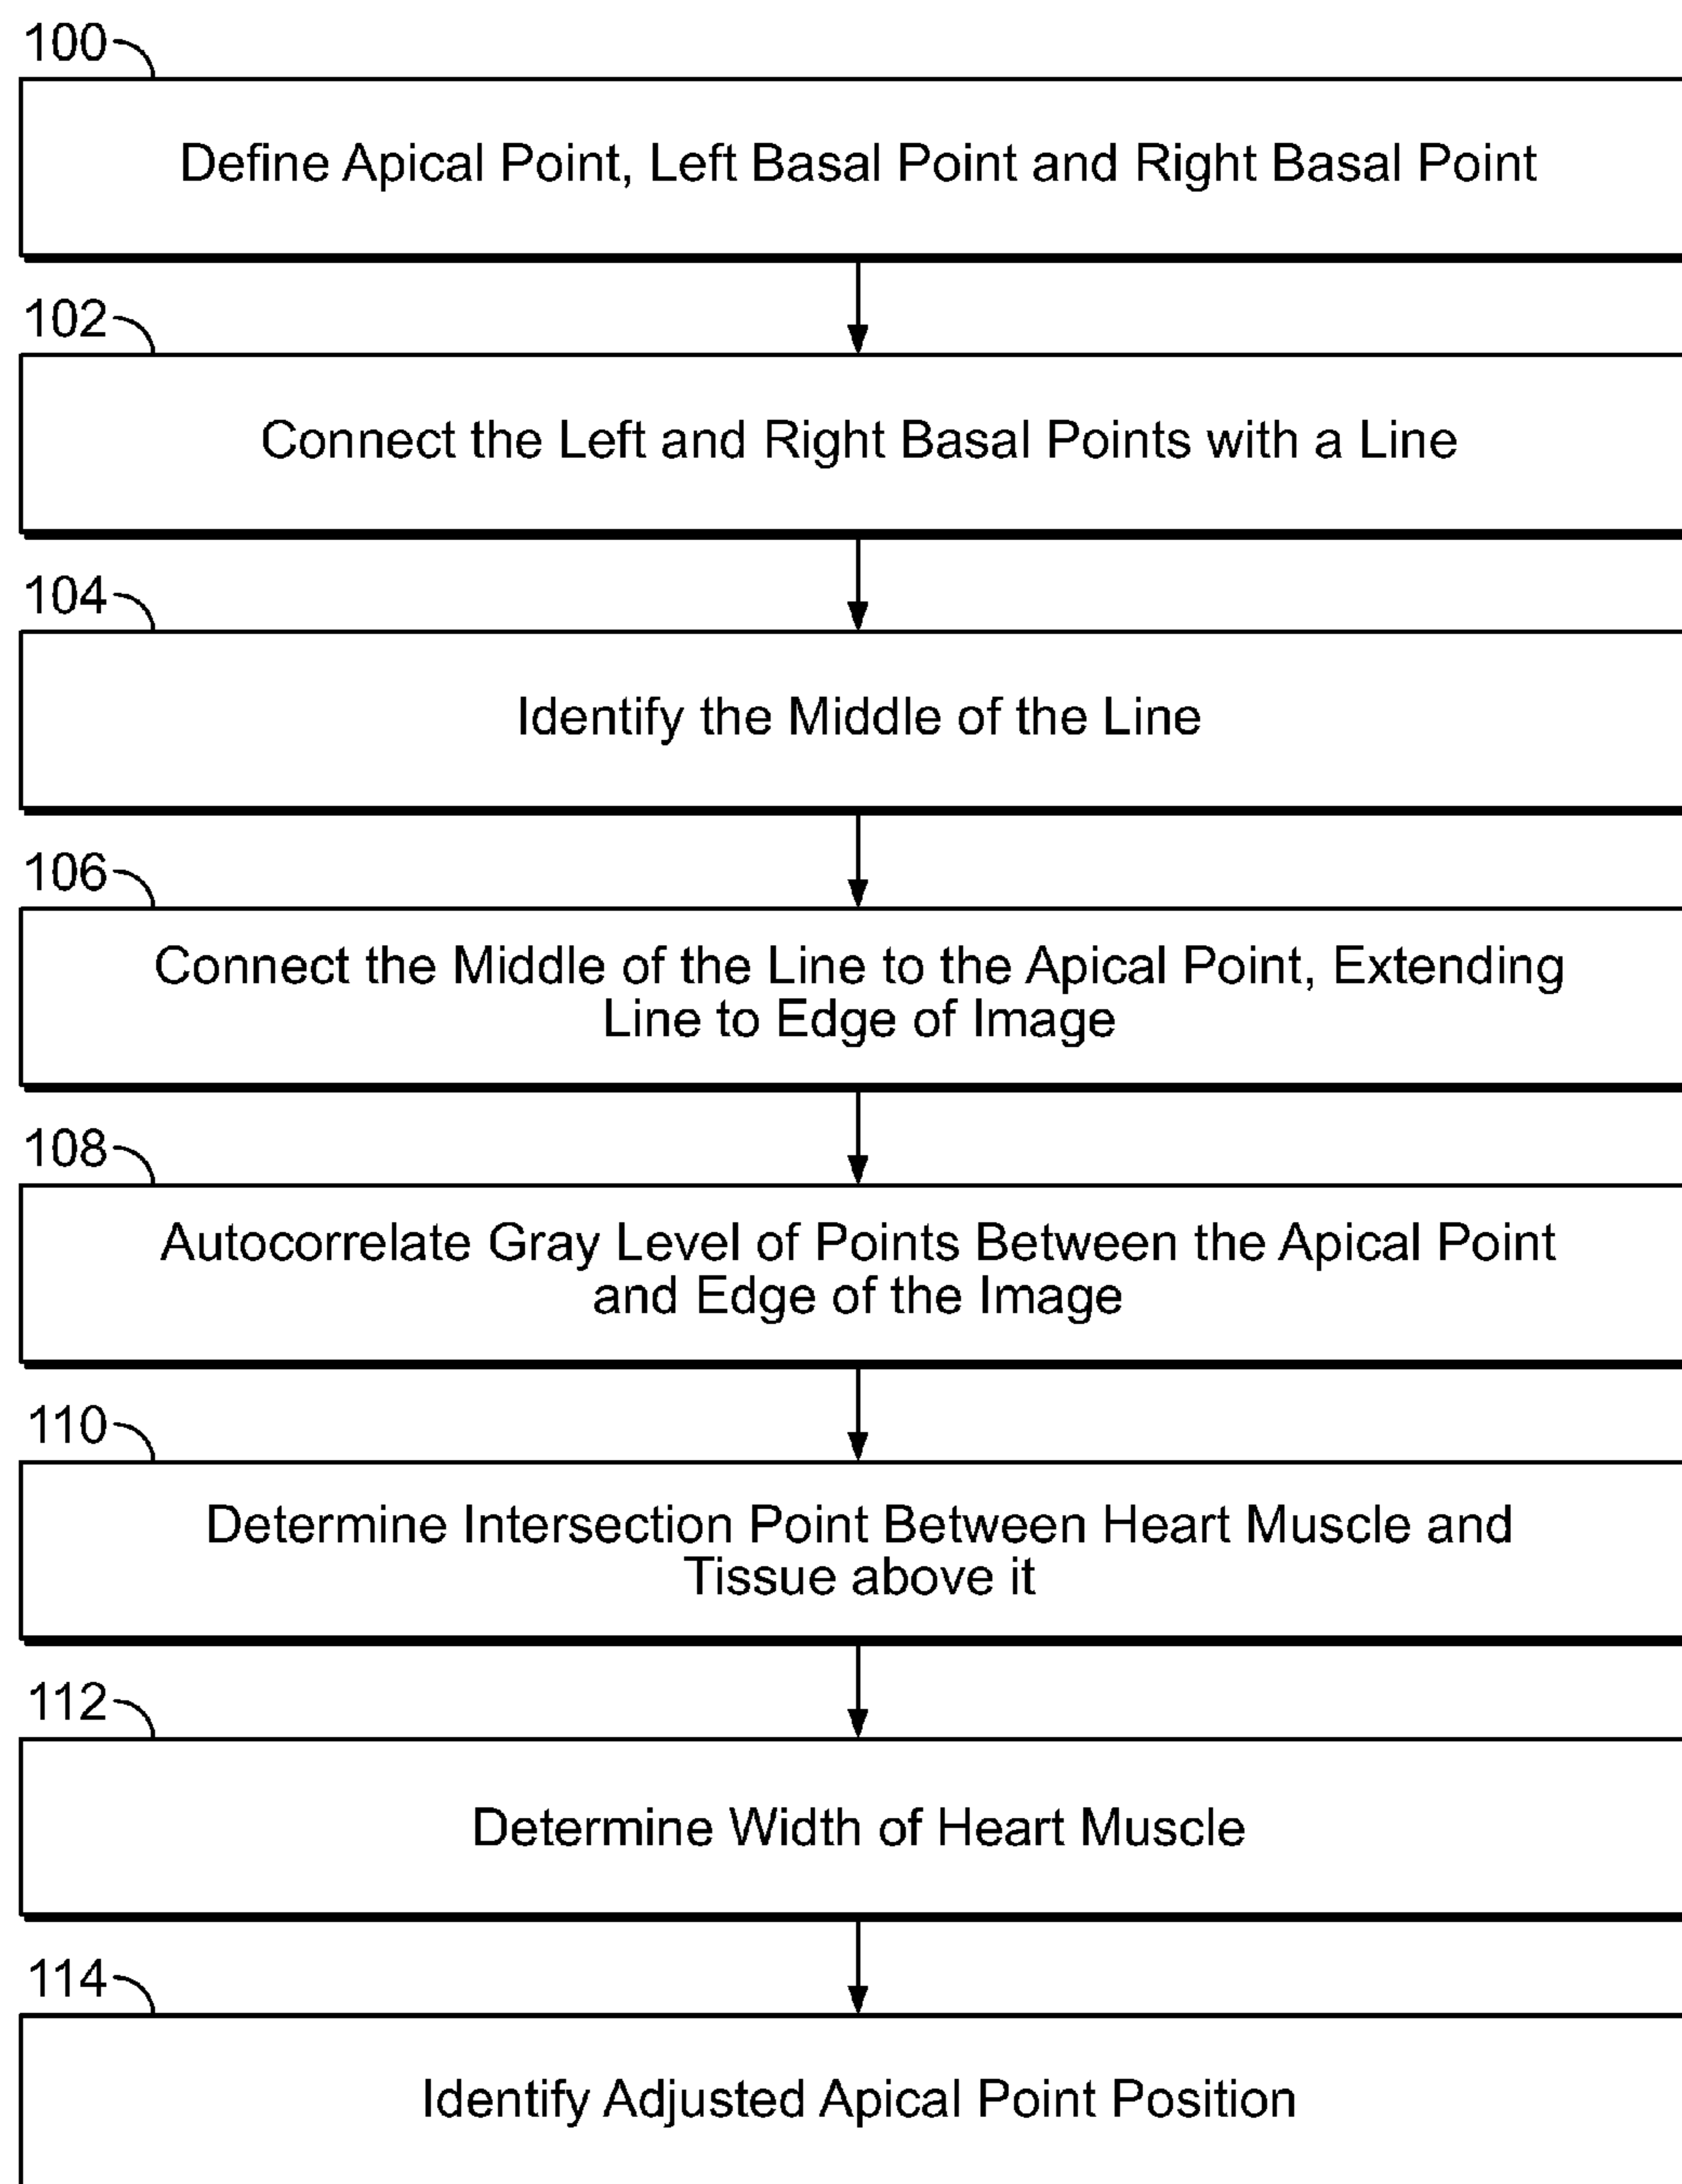 100
Define Apical Point, Left Basal Point and Right Basal Point
102
Connect the Left and Right Basal Points with a Line
104
Identify the Middle of the Line
106
Connect the Middle of the Line to the Apical Point, Extending
Line to Edge of Image
108
Autocorrelate Gray Level of Points Between the Apical Point
and Edge of the Image
110
Determine Intersection Point Between Heart Muscle and
Tissue above it
112
Determine Width of Heart Muscle
114
Identify Adjusted Apical Point Position